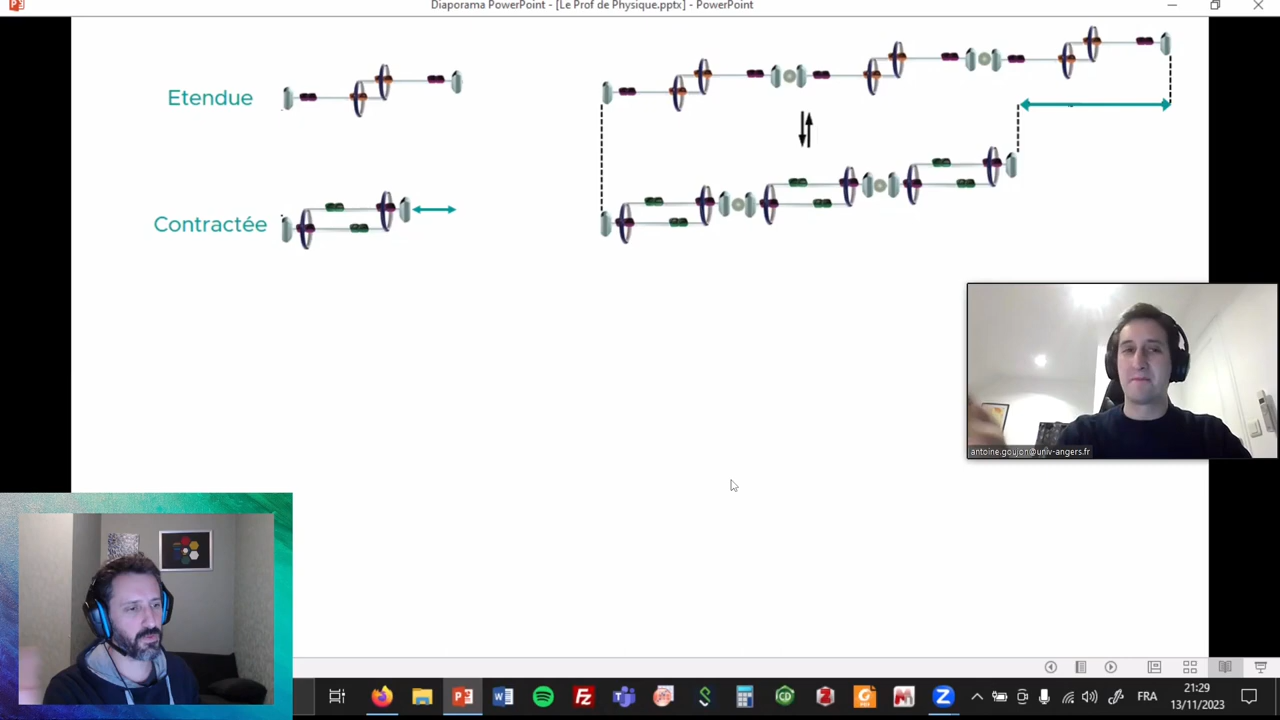 Diaporama PowerPoint - [Le Prof de Physique.pptx] - PowerPoint
Etendue
Contractée
antoine.goujon@univ-angers.fr
FRA
21:29
13/11/2023